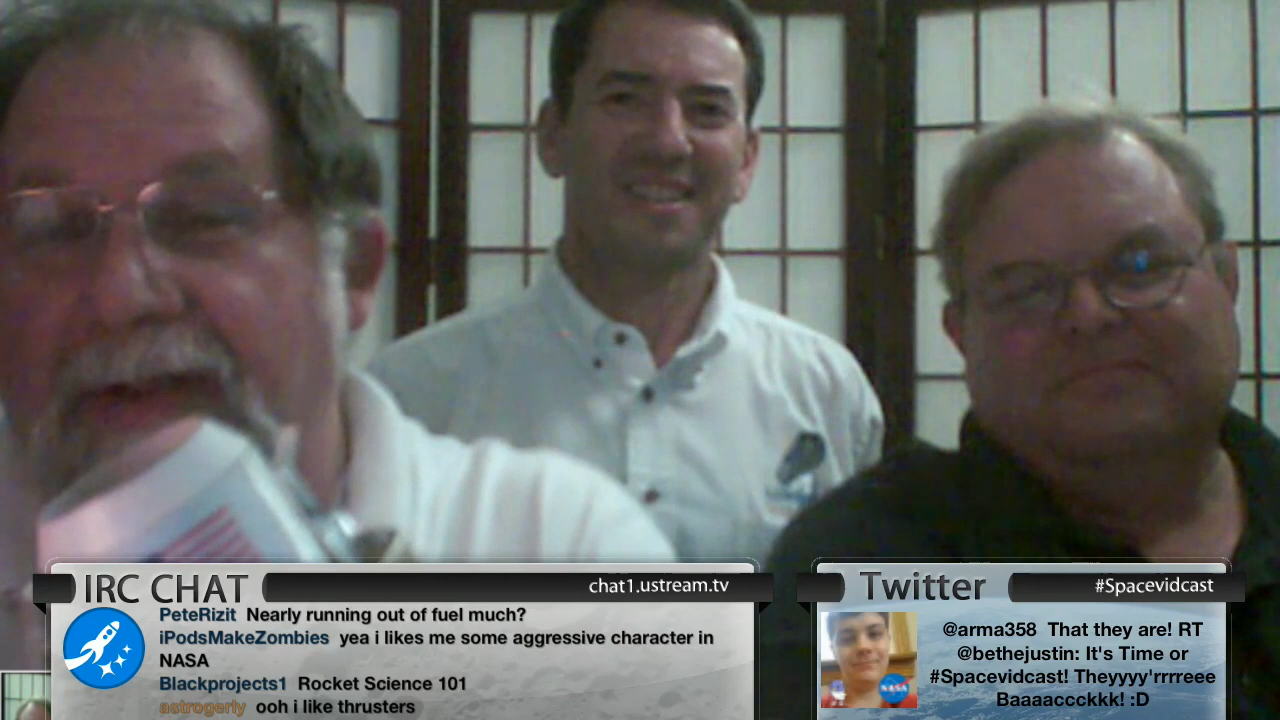 IRC CHAT
chat1.ustream.tv
PeteRizit Nearly running out of fuel much?
iPodsMakeZombies yea i likes me some aggressive character in
NASA
Blackprojects1 Rocket Science 101
astrogerly ooh i like thrusters
Twitter
#Spacevidcast
@arma358 That they are! RT
@bethejustin: It's Time or
#Spacevidcast! Theyyyy'rrrreee
Baaaaccckkk! :D
NASA